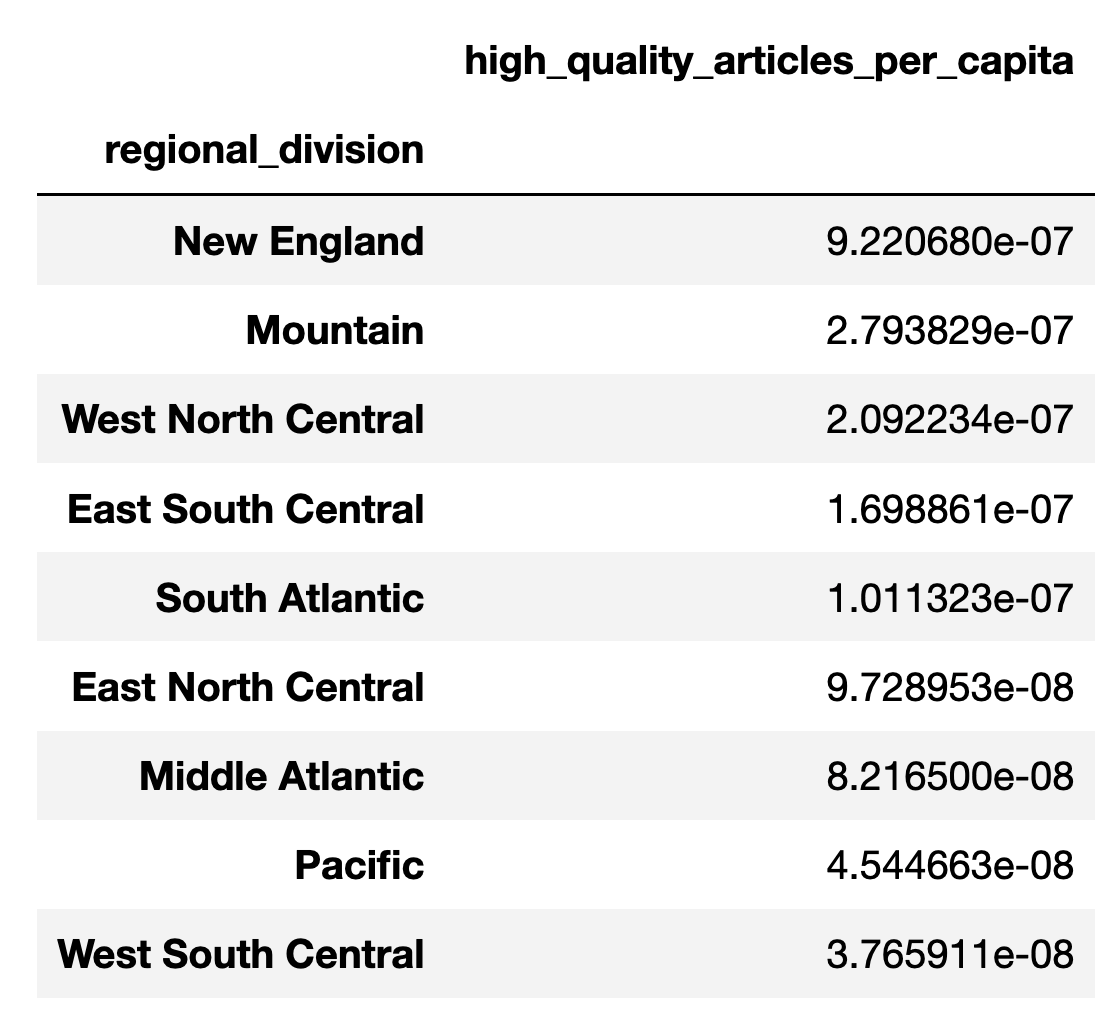 high_quality_articles_per_capita
regional_division
New England 9.220680e-07
Mountain 2.793829e-07
West North Central 2.092234e-07
East South Central 1.698861e-07
South Atlantic 1.011323e-07
East North Central 9.728953e-08
Middle Atlantic 8.216500e-08
Pacific 4.544663e-08
West South Central 3.765911e-08